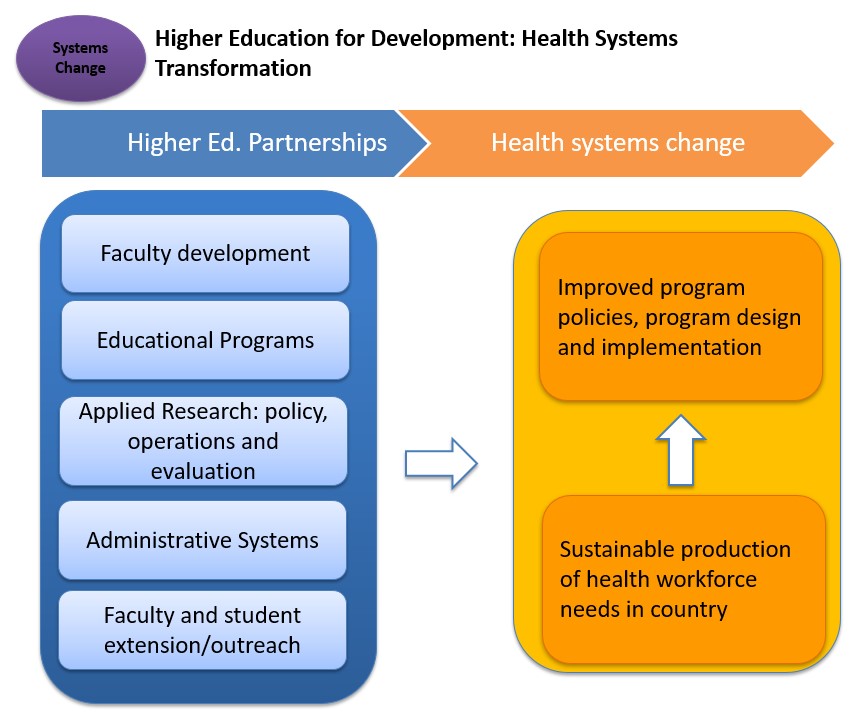 Systems
Change
Higher Education for Development: Health Systems
Transformation
Higher Ed. Partnerships
Health systems change
Faculty development
Educational Programs
Applied Research: policy,
operations and
evaluation
Administrative Systems
Faculty and student
extension/outreach
Improved program
policies, program design
and implementation
Sustainable production
of health workforce
needs in country